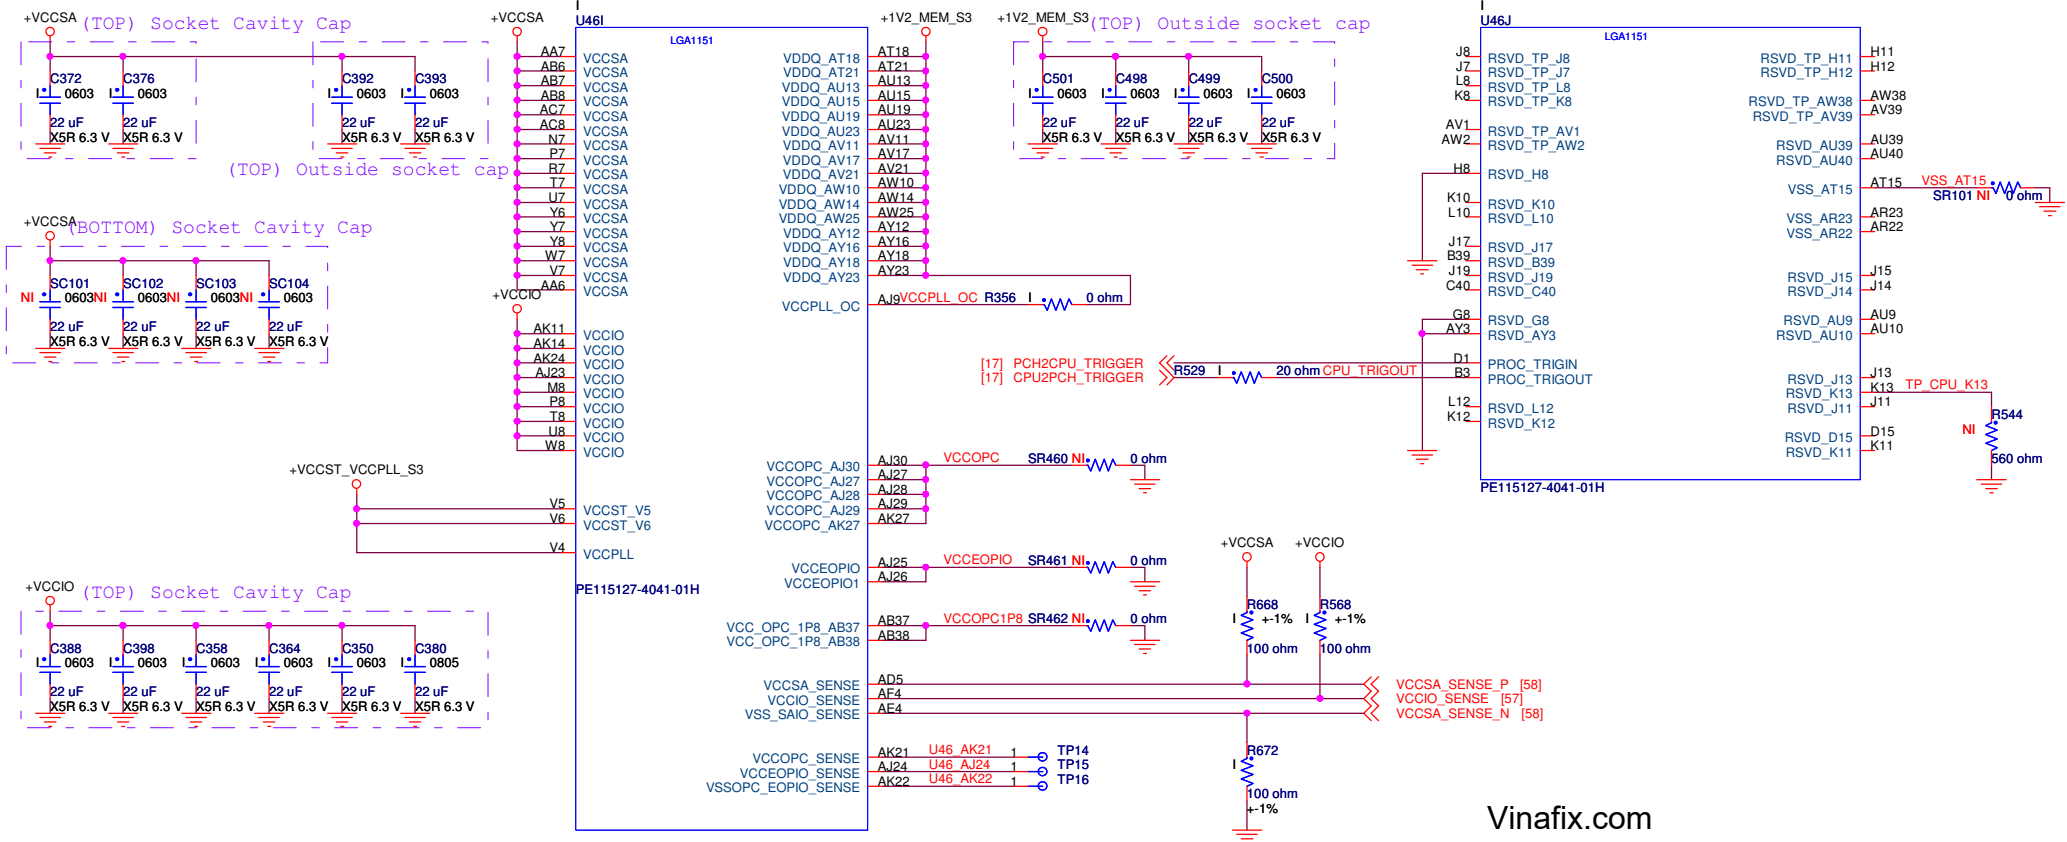 +VCCSA
(TOP) Socket Cavity Cap
C372
I
0603
22 uF
X5R 6.3 V
C376
0603
22 uF
X5R 6.3 V
C392
I
0603
22 uF
X5R 6.3 V
C393
I
0603
22 uF
X5R 6.3 V
(TOP) Outside socket cap
+VCCSA
(BOTTOM) Socket Cavity Cap
SC101
NI
0603
22 uF
X5R 6.3 V
SC102
NI
0603
22 uF
X5R 6.3 V
SC103
NI
0603
22 uF
X5R 6.3 V
SC104
NI
0603
22 uF
X5R 6.3 V
+VCCST_VCCPLL_S3
+VCCIO
(TOP) Socket Cavity Cap
C388
I
0603
22 uF
X5R 6.3 V
C398
I
0603
22 uF
X5R 6.3 V
C358
I
0603
22 uF
X5R 6.3 V
C364
I
0603
22 uF
X5R 6.3 V
C350
I
0603
22 uF
X5R 6.3 V
C380
I
0805
22 uF
X5R 6.3 V
+VCCSA
U46I
LGA1151
AA7 VCCSA
AB6 VCCSA
AB7 VCCSA
AB8 VCCSA
AC7 VCCSA
AC8 VCCSA
N7 VCCSA
P7 VCCSA
R7 VCCSA
T7 VCCSA
U7 VCCSA
Y6 VCCSA
Y7 VCCSA
Y8 VCCSA
W7 VCCSA
V7 VCCSA
AA6 VCCSA
+VCCIO
AK11 VCCIO
AK14 VCCIO
AK24 VCCIO
AJ23 VCCIO
M8 VCCIO
P8 VCCIO
T8 VCCIO
U8 VCCIO
W8 VCCIO
V5 VCCST_V5
V6 VCCST_V6
V4 VCCPLL
PE115127-4041-01H
+1V2_MEM_S3
VDDQ_AT18 AT18
VDDQ_AT21 AT21
VDDQ_AU13 AU13
VDDQ_AU15 AU15
VDDQ_AU19 AU19
VDDQ_AU23 AU23
VDDQ_AV11 AV11
VDDQ_AV17 AV17
VDDQ_AV21 AV21
VDDQ_AW10 AW10
VDDQ_AW14 AW14
VDDQ_AW25 AW25
VDDQ_AY12 AY12
VDDQ_AY16 AY16
VDDQ_AY18 AY18
VDDQ_AY23 AY23
VCCPLL_OC AJ9 VCCPLL_OC R356 I 0 ohm
VCCOPC_AJ30 AJ30 VCCOPC SR460 NI 0 ohm
VCCOPC_AJ27 AJ27
VCCOPC_AJ28 AJ28
VCCOPC_AJ29 AJ29
VCCOPC_AK27 AK27
VCCEOPIO AJ25 VCCEOPIO SR461 NI 0 ohm
VCCEOPIO1 AJ26
VCC_OPC_1P8_AB37 AB37 VCCOPC1P8 SR462 NI 0 ohm
VCC_OPC_1P8_AB38 AB38
VCCSA_SENSE AD5 VCCSA_SENSE_P [58]
VCCIO_SENSE AF4 VCCIO_SENSE [57]
VSS_SAIO_SENSE AE4 VCCSA_SENSE_N [58]
VCCOPC_SENSE AK21 U46_AK21 1 TP14
VCCEOPIO_SENSE AJ24 U46_AJ24 1 TP15
VSSOPC_EOPIO_SENSE AK22 U46_AK22 1 TP16
+VCCSA
R668
I
+-1%
100 ohm
+VCCIO
R568
I
+-1%
100 ohm
R672
I
100 ohm
+-1%
+1V2_MEM_S3
(TOP) Outside socket cap
C501
I
0603
22 uF
X5R 6.3 V
C498
I
0603
22 uF
X5R 6.3 V
C499
I
0603
22 uF
X5R 6.3 V
C500
I
0603
22 uF
X5R 6.3 V
[17] PCH2CPU_TRIGGER
[17] CPU2PCH_TRIGGER
R529 I 20 ohm CPU_TRIGOUT
U46J
LGA1151
J8 RSVD_TP_J8
J7 RSVD_TP_J7
L8 RSVD_TP_L8
K8 RSVD_TP_K8
AV1 RSVD_TP_AV1
AW2 RSVD_TP_AW2
H8 RSVD_H8
K10 RSVD_K10
L10 RSVD_L10
J17 RSVD_J17
B39 RSVD_B39
J19 RSVD_J19
C40 RSVD_C40
G8 RSVD_G8
AY3 RSVD_AY3
D1 PROC_TRIGIN
B3 PROC_TRIGOUT
L12 RSVD_L12
K12 RSVD_K12
PE115127-4041-01H
RSVD_TP_H11 H11
RSVD_TP_H12 H12
RSVD_TP_AW38 AW38
RSVD_TP_AV39 AV39
RSVD_AU39 AU39
RSVD_AU40 AU40
VSS_AT15 AT15 VSS_AT15
SR101 NI 0 ohm
VSS_AR23 AR23
VSS_AR22 AR22
RSVD_J15 J15
RSVD_J14 J14
RSVD_AU9 AU9
RSVD_AU10 AU10
RSVD_J13 J13
RSVD_K13 K13 TP_CPU_K13
RSVD_J11 J11
RSVD_D15 D15
RSVD_K11 K11
R544
NI
560 ohm
Vinafix.com